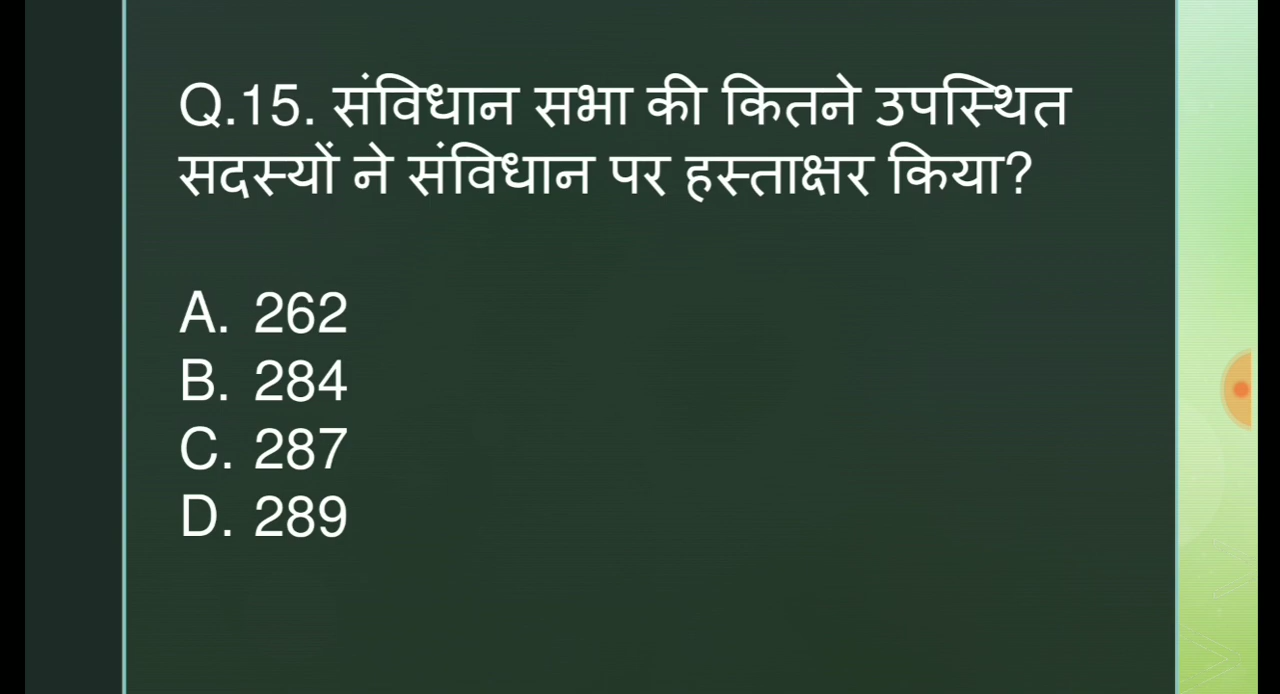 Q.15. संविधान सभा की कितने उपस्थित
सदस्यों ने संविधान पर हस्ताक्षर किया?
A. 262
B. 284
C. 287
D. 289